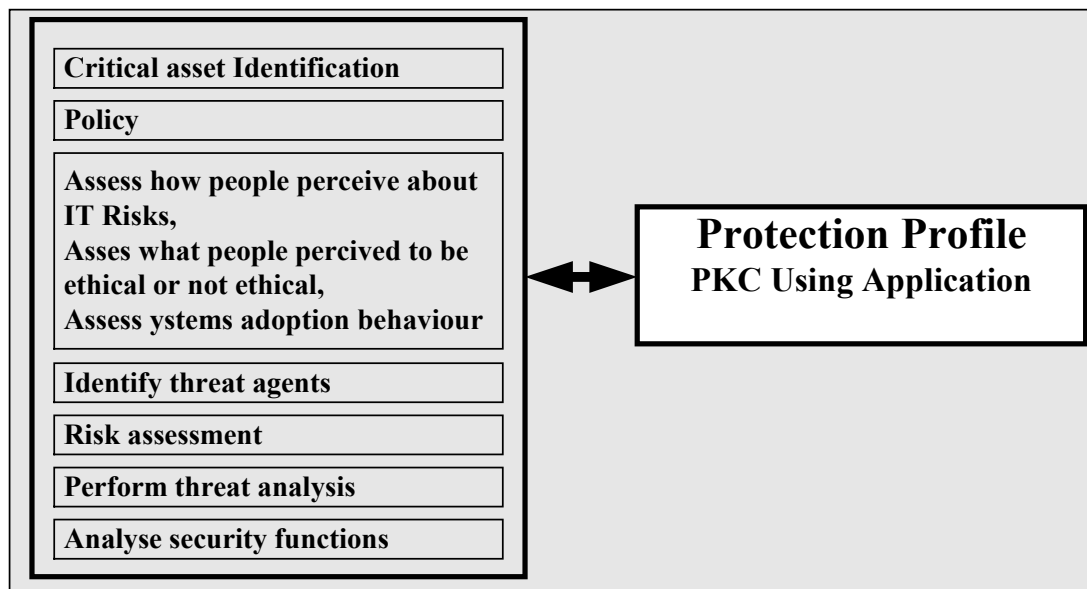 Critical asset Identification
Policy
Assess how people perceive about
IT Risks,
Asses what people percived to be
ethical or not ethical,
Assess ystems adoption behaviour
Identify threat agents
Risk assessment
Perform threat analysis
Analyse security functions
Protection Profile
PKC Using Application